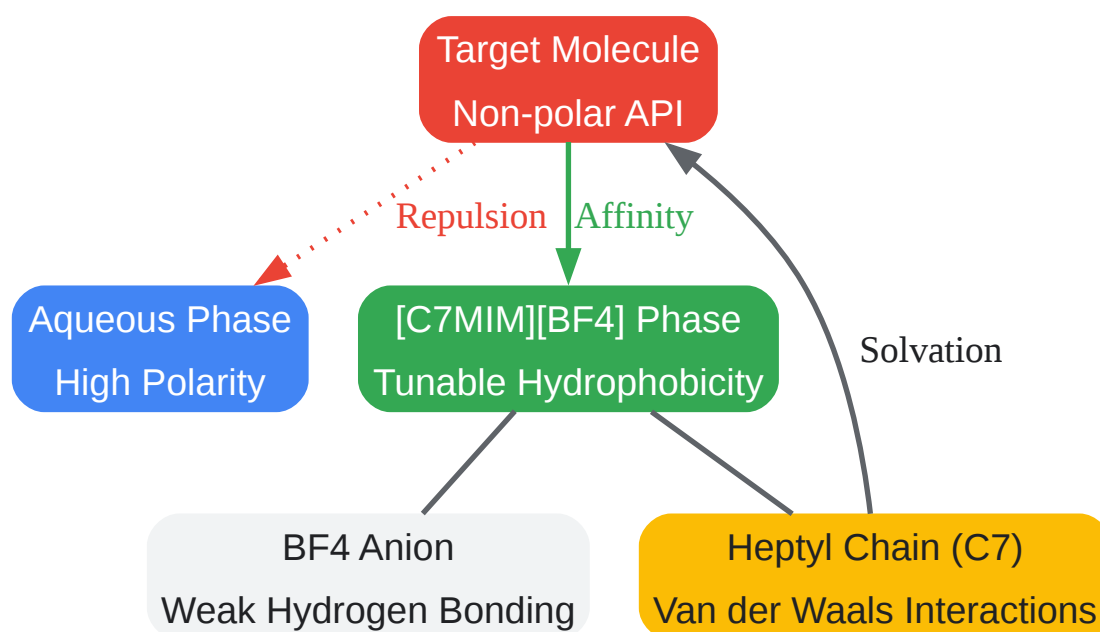 Target Molecule
Non-polar API
Repulsion
Affinity
Aqueous Phase
High Polarity
[C7MIM][BF4] Phase
Tunable Hydrophobicity
Solvation
BF4 Anion
Weak Hydrogen Bonding
Heptyl Chain (C7)
Van der Waals Interactions